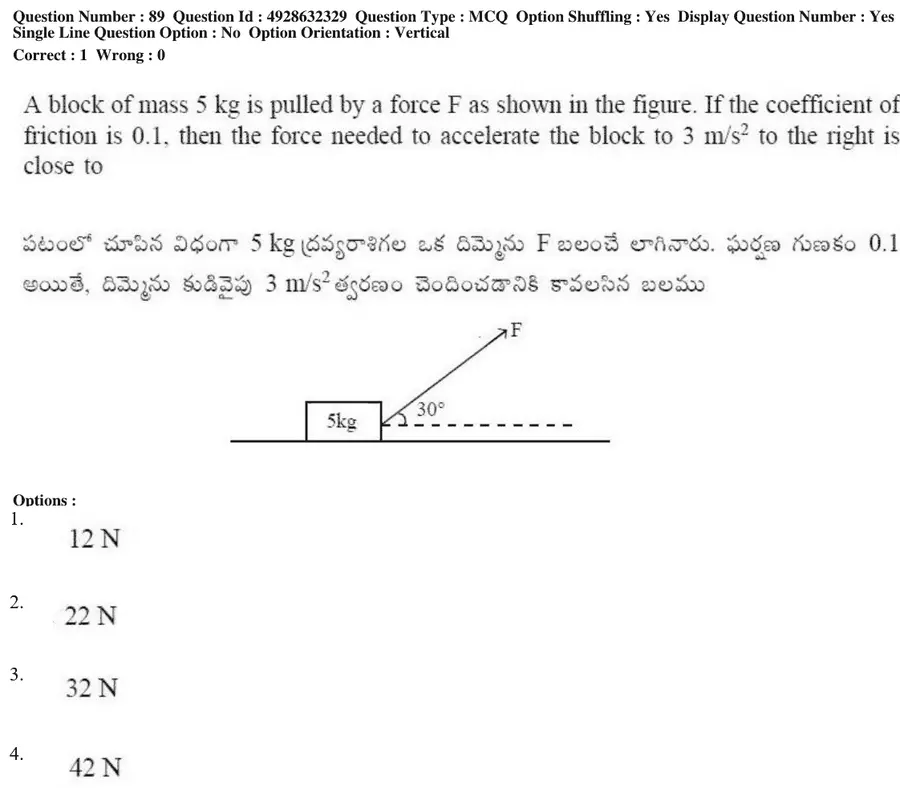 Question Number : 89 Question Id : 4928632329 Question Type : MCQ Option Shuffling : Yes Display Question Number : Yes
Single Line Question Option : No Option Orientation : Vertical
Correct : 1 Wrong : 0
A block of mass 5 kg is pulled by a force F as shown in the figure. If the coefficient of
friction is 0.1, then the force needed to accelerate the block to 3 m/s² to the right is
close to
పటంలో చూపిన విధంగా 5 kg ద్రవ్యరాశిగల ఒక దిమ్మెను F బలంచే లాగినారు. ఘర్షణ గుణకం 0.1
అయితే, దిమ్మెను కుడివైపు 3 m/s² త్వరణం చెందించడానికి కావలసిన బలము
F
30°
5kg
Options :
1.
12 N
2.
22 N
3.
32 N
4.
42 N